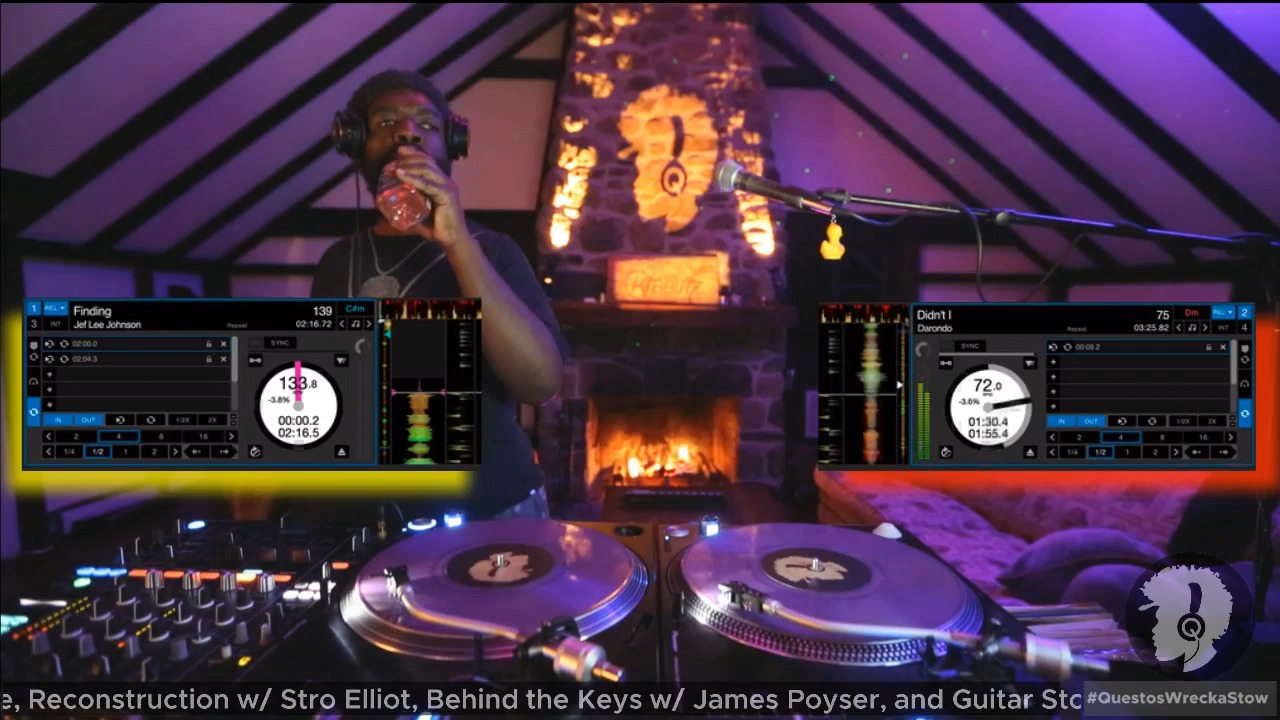 1
REL
Finding
139
C#m
3
INT
Jef Lee Johnson
Repeat
02:16.72
SYNC
02:00.0
02:04.3
133.8
-3.8%
00:00.2
02:16.5
IN
OUT
1/2X
2X
2
4
8
16
1/4
1/2
1
2
Didn't I
75
Dm
REL
2
Darondo
Repeat
03:25.82
INT
4
SYNC
00:09.2
72.0
-3.6%
01:30.4
01:55.4
IN
OUT
1/2X
2X
2
4
8
16
1/4
1/2
1
2
Q
Q
e, Reconstruction w/ Stro Elliot, Behind the Keys w/ James Poyser, and Guitar Sto
#QuestosWreckaStow